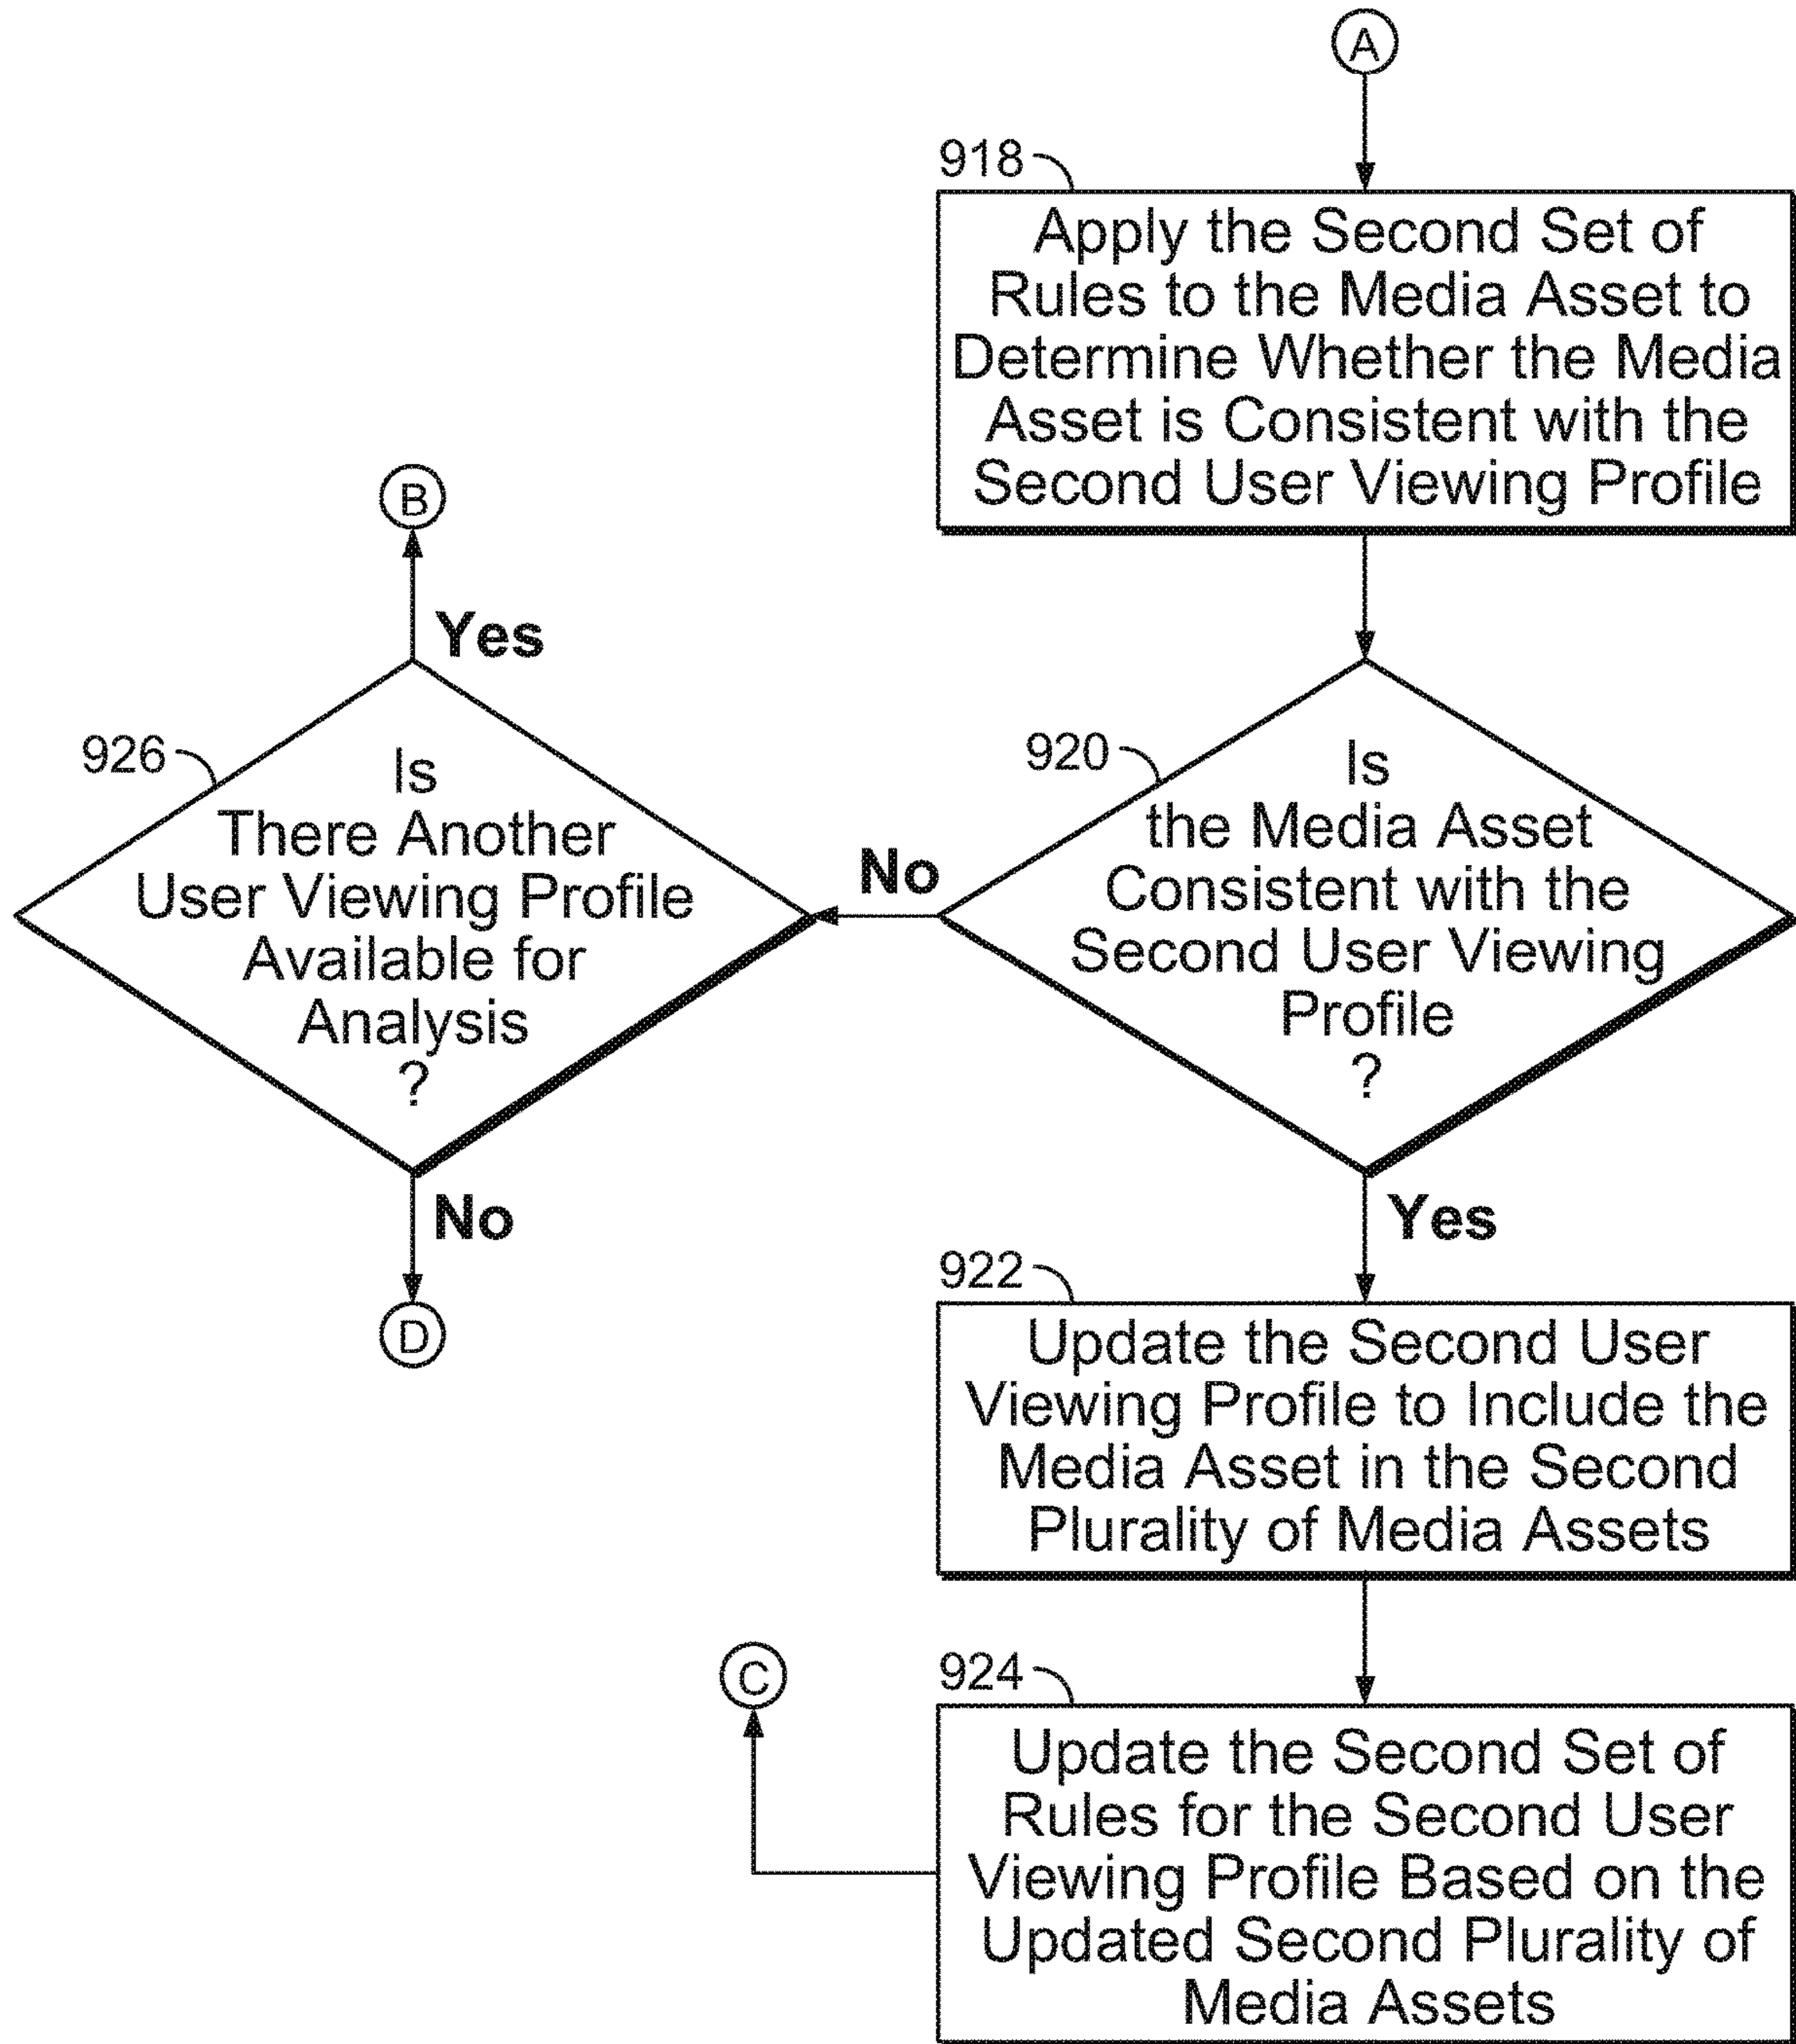 A
918
Apply the Second Set of
Rules to the Media Asset to
Determine Whether the Media
Asset is Consistent with the
Second User Viewing Profile
B
Yes
926
Is
There Another
User Viewing Profile
Available for
Analysis
?
No
920
Is
the Media Asset
Consistent with the
Second User Viewing
Profile
?
No
D
Yes
922
Update the Second User
Viewing Profile to Include the
Media Asset in the Second
Plurality of Media Assets
C
924
Update the Second Set of
Rules for the Second User
Viewing Profile Based on the
Updated Second Plurality of
Media Assets